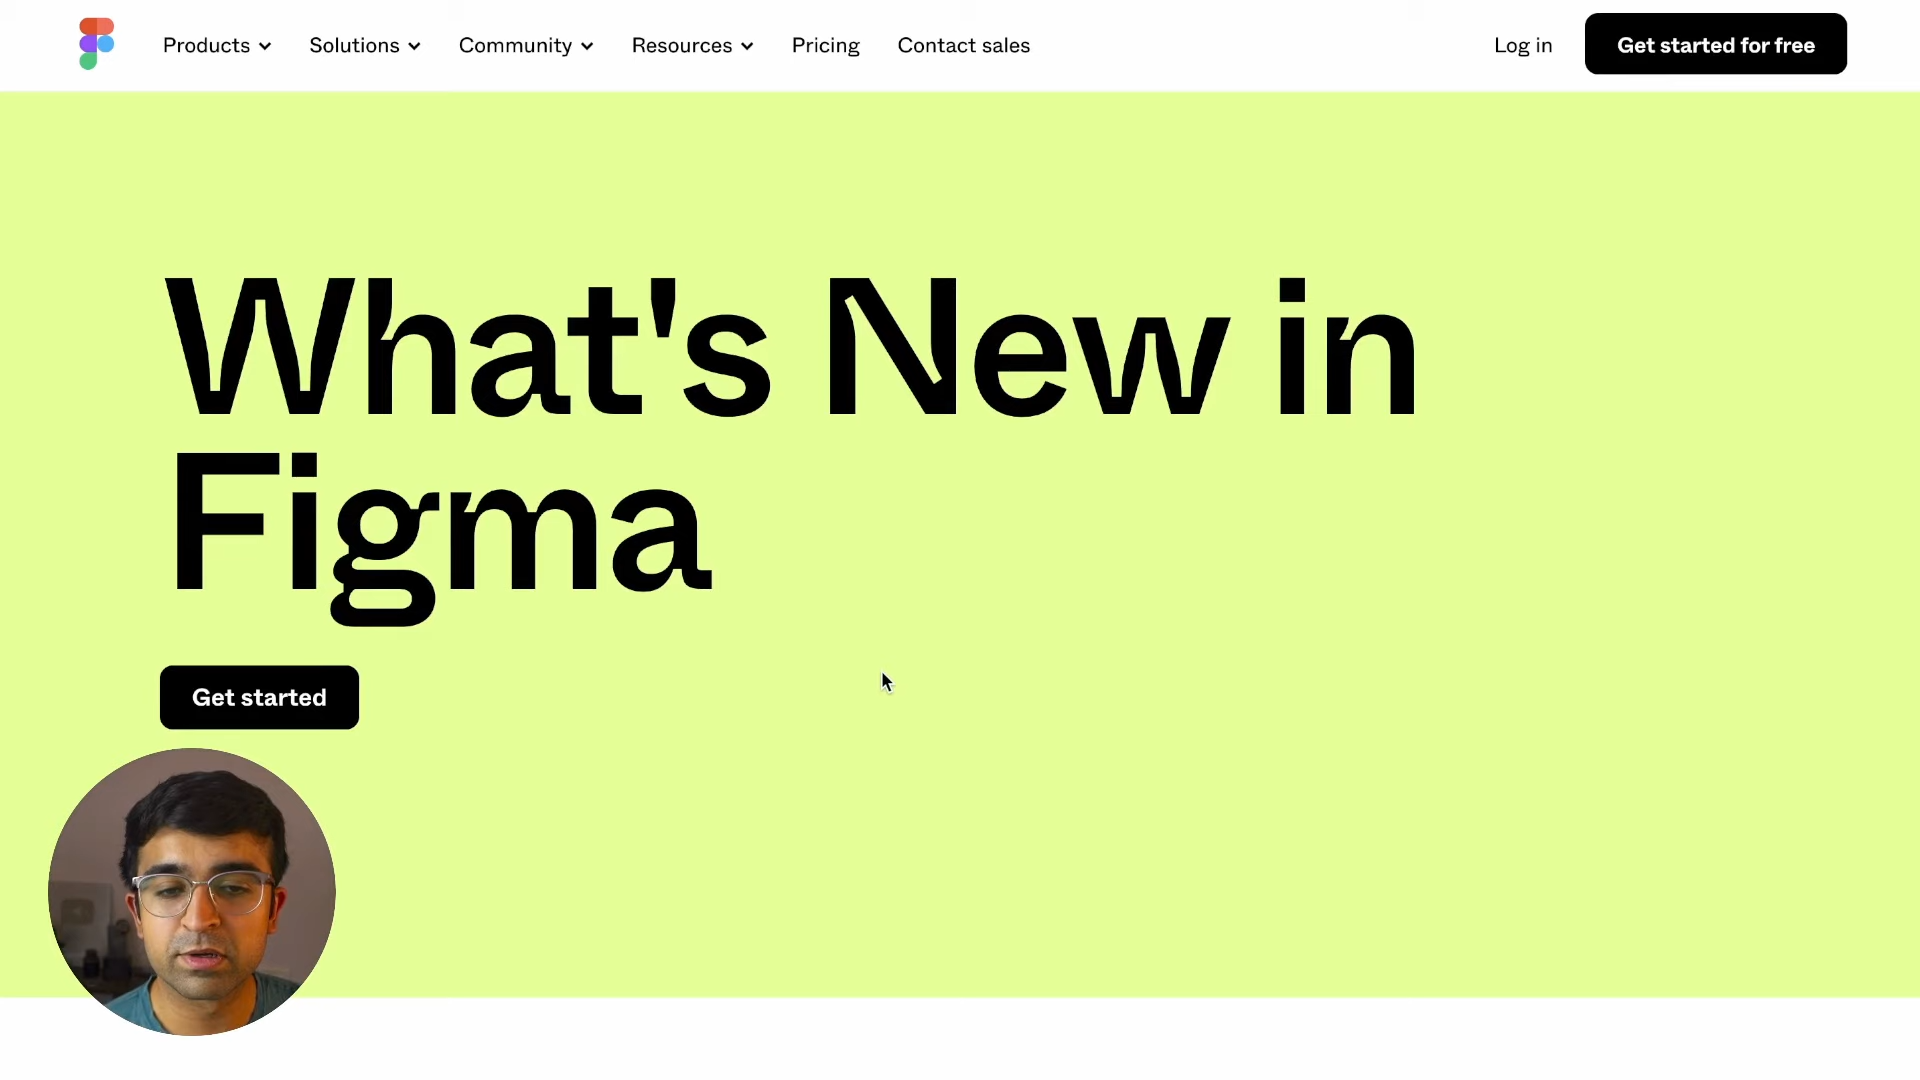 Products Solutions Community Resources Pricing Contact sales Log in Get started for free
What's New in
Figma
Get started